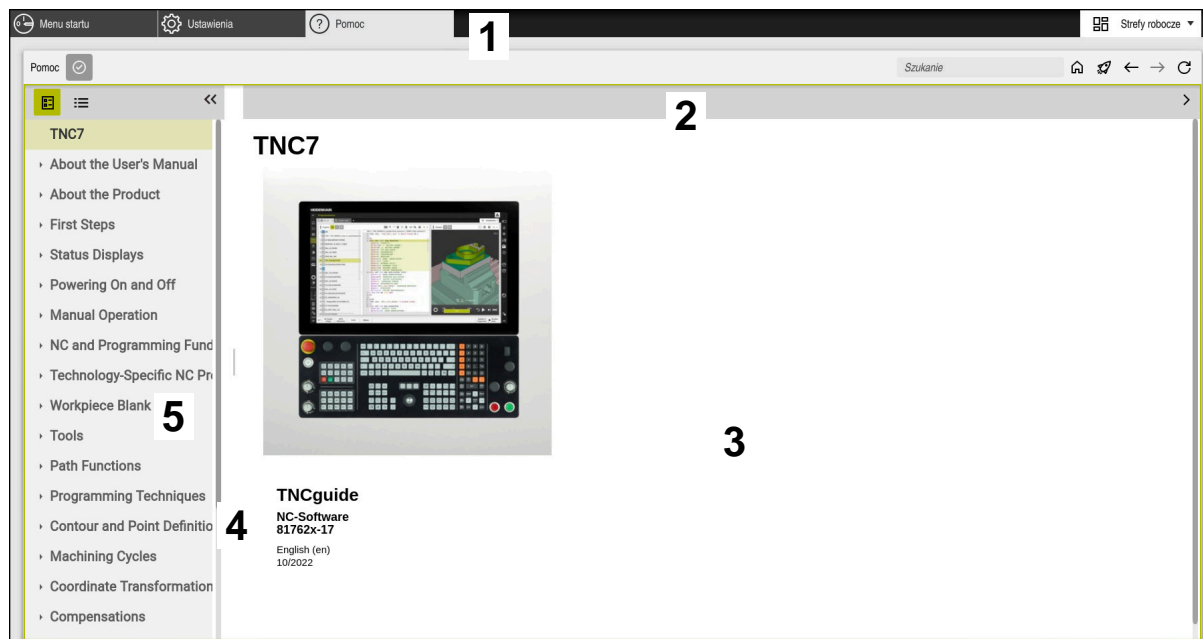 Menu startu
Ustawienia
Pomoc
1
Strefy robocze
Pomoc
Szukanie
2
TNC7
About the User's Manual
About the Product
First Steps
Status Displays
Powering On and Off
Manual Operation
NC and Programming Fund
Technology-Specific NC Pr
Workpiece Blank
5
Tools
Path Functions
Programming Techniques
4
Contour and Point Definitio
Machining Cycles
Coordinate Transformation
Compensations
TNC7
3
TNCguide
NC-Software
81762x-17
English (en)
10/2022